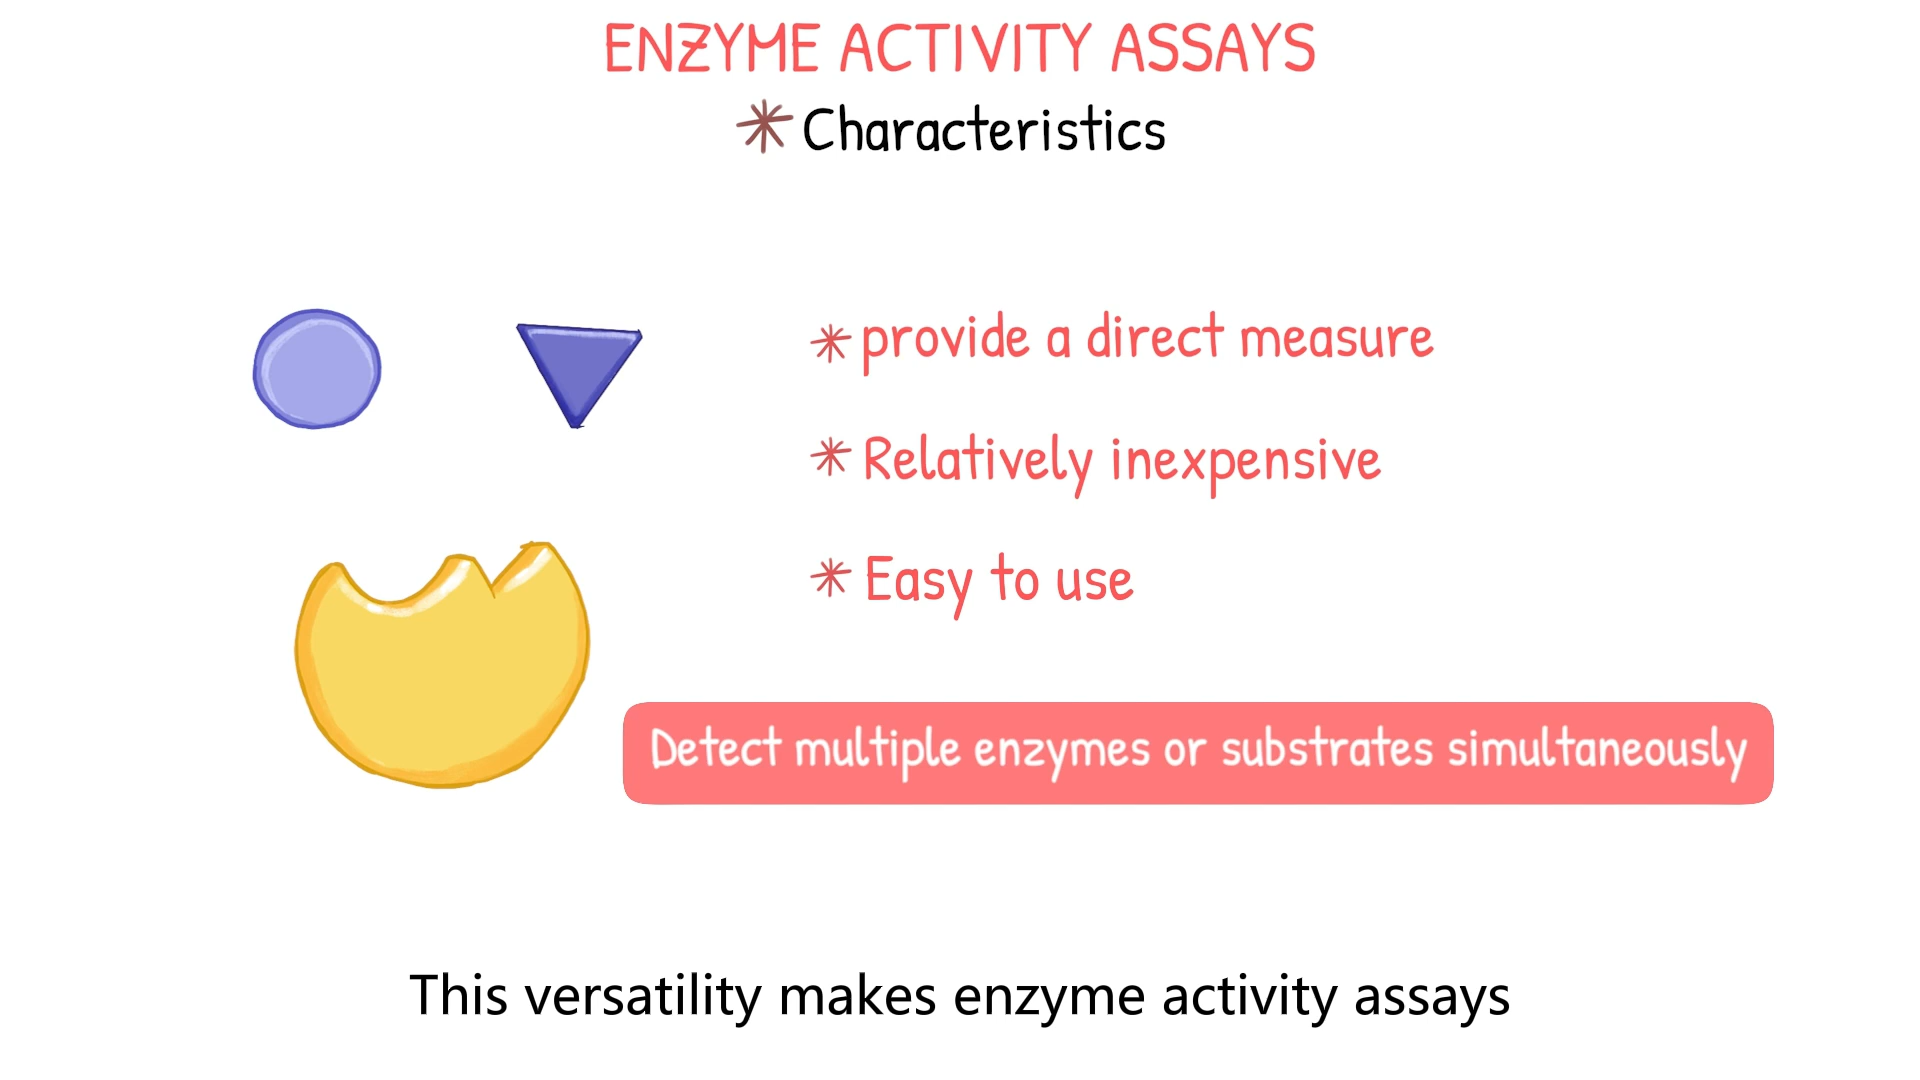 ENZYME ACTIVITY ASSAYS
Characteristics
provide a direct measure
Relatively inexpensive
Easy to use
Detect multiple enzymes or substrates simultaneously
This versatility makes enzyme activity assays